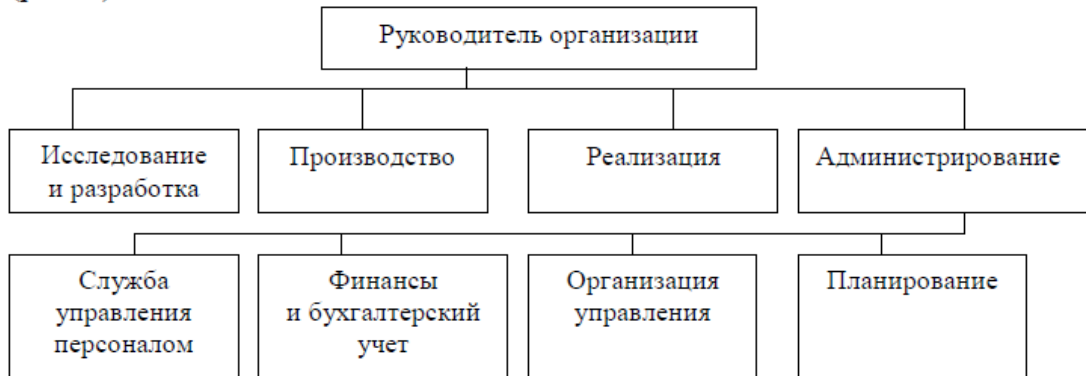 Руководитель организации
Исследование
и разработка
Производство
Реализация
Администрирование
Служба
управления
персоналом
Финансы
и бухгалтерский
учет
Организация
управления
Планирование